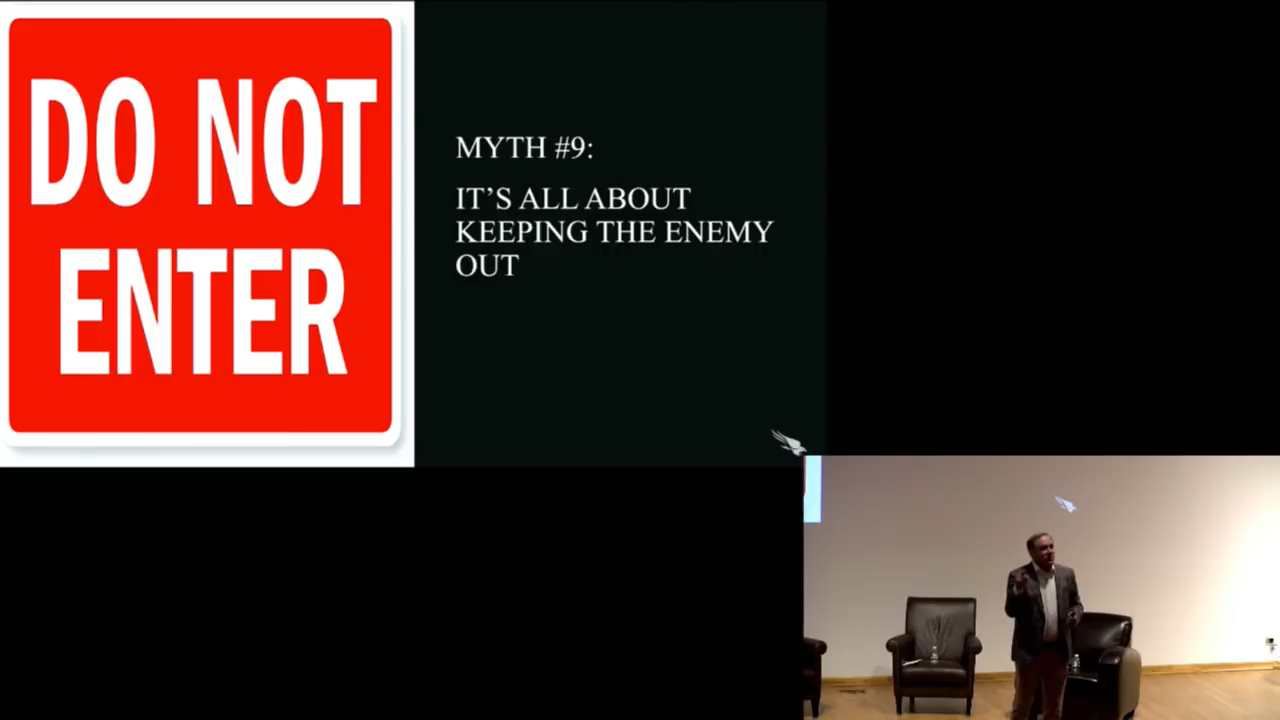 DO NOT
ENTER
MYTH #9:
IT'S ALL ABOUT
KEEPING THE ENEMY
OUT